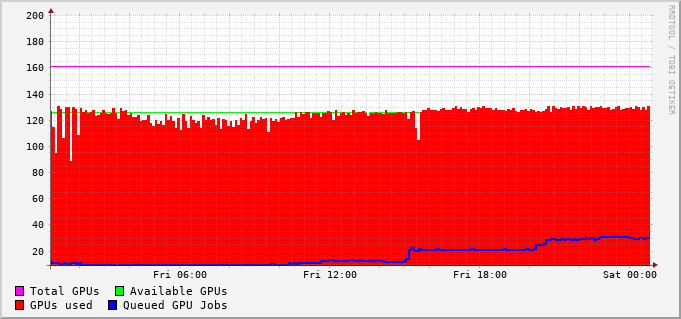 200
180
160
140
120
100
80
60
40
20
Fri 06:00 Fri 12:00 Fri 18:00 Sat 00:00
Total GPUs Available GPUs
GPUs used Queued GPU Jobs
RRDTOOL / TOBI OETIKER